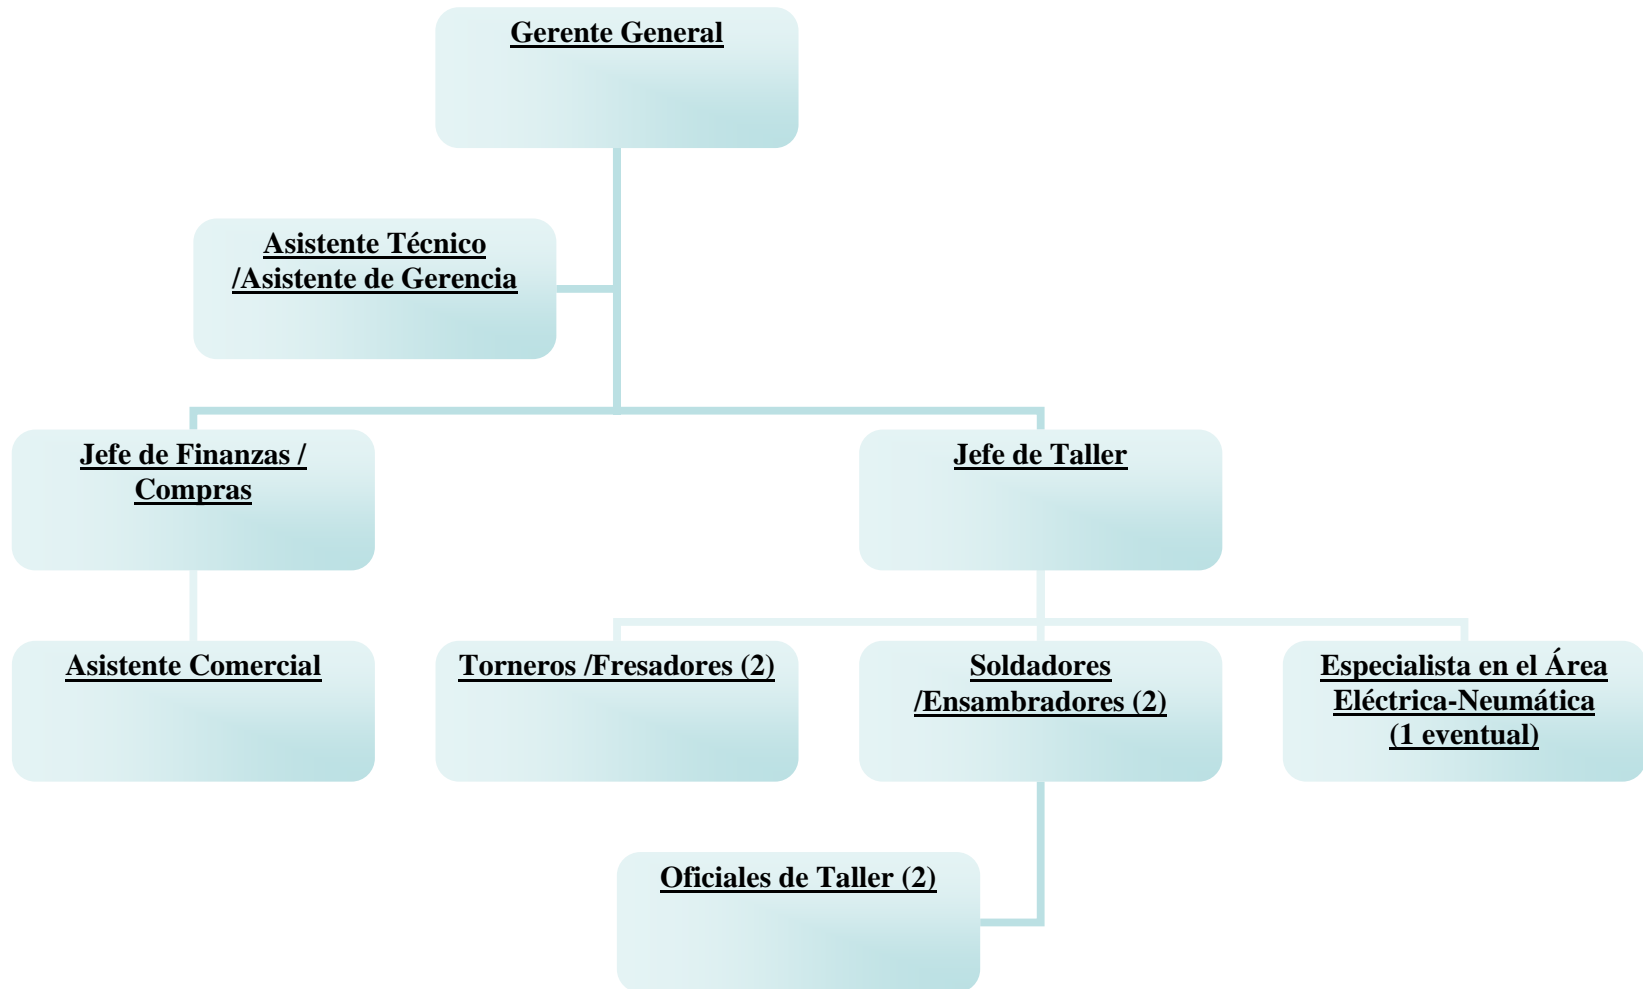 Gerente General
Asistente Técnico
/Asistente de Gerencia
Jefe de Finanzas /
Compras
Jefe de Taller
Asistente Comercial
Torneros /Fresadores (2)
Soldadores
/Ensambradores (2)
Especialista en el Área
Eléctrica-Neumática
(1 eventual)
Oficiales de Taller (2)